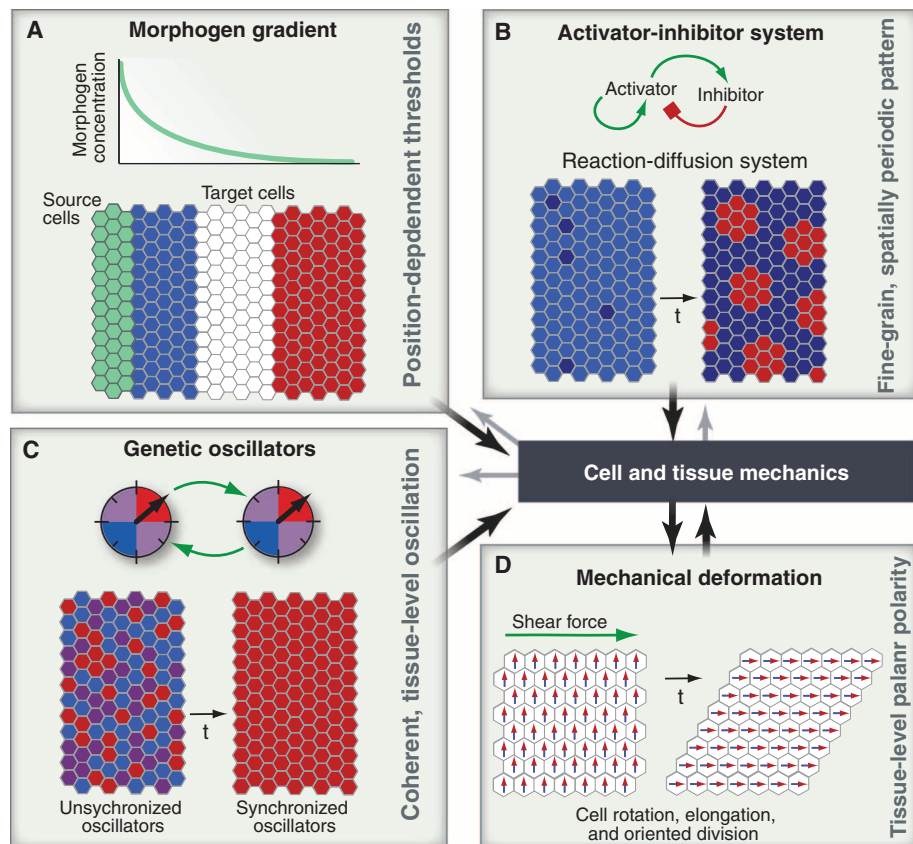 A
Morphogen gradient
Morphogen
concentration
Source
cells
Target cells
Position-depdendent thresholds
B
Activator-inhibitor system
Activator
Inhibitor
Reaction-diffusion system
t
Fine-grain, spatially periodic pattern
C
Genetic oscillators
t
Unsychronized
oscillators
Synchronized
oscillators
Coherent, tissue-level oscillation
Cell and tissue mechanics
D
Mechanical deformation
Shear force
t
Cell rotation, elongation,
and oriented division
Tissue-level palanr polarity